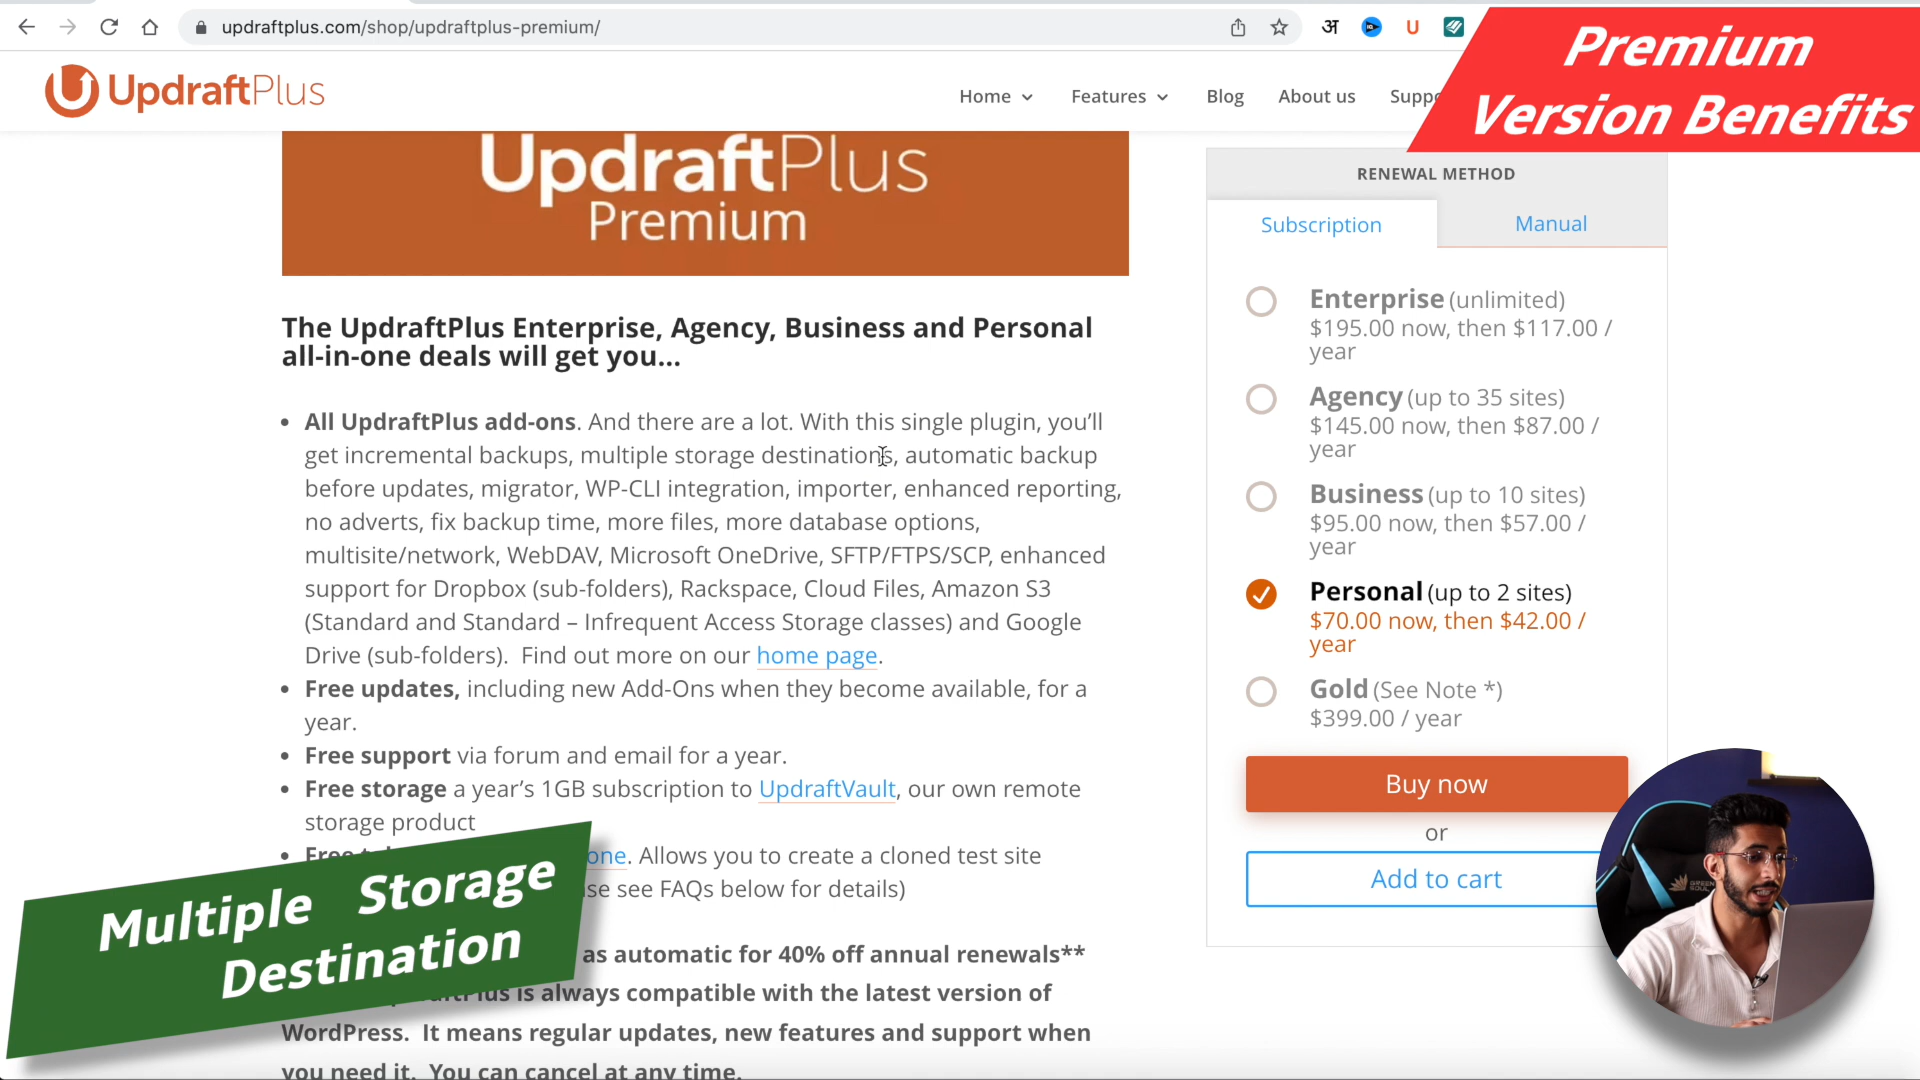 updraftplus.com/shop/updraftplus-premium/
अ
U
Premium
Version Benefits
UpdraftPlus
Home
Features
Blog
About us
UpdraftPlus
Premium
The UpdraftPlus Enterprise, Agency, Business and Personal
all-in-one deals will get you...
• All UpdraftPlus add-ons. And there are a lot. With this single plugin, you'll
get incremental backups, multiple storage destinations, automatic backup
before updates, migrator, WP-CLI integration, importer, enhanced reporting,
no adverts, fix backup time, more files, more database options,
multisite/network, WebDAV, Microsoft OneDrive, SFTP/FTPS/SCP, enhanced
support for Dropbox (sub-folders), Rackspace, Cloud Files, Amazon S3
(Standard and Standard – Infrequent Access Storage classes) and Google
Drive (sub-folders).  Find out more on our home page.
• Free updates, including new Add-Ons when they become available, for a
year.
• Free support via forum and email for a year.
• Free storage a year's 1GB subscription to UpdraftVault, our own remote
storage product
• one. Allows you to create a cloned test site
see FAQs below for details)
as automatic for 40% off annual renewals**
is always compatible with the latest version of
WordPress.  It means regular updates, new features and support when
you need it.  You can cancel at any time.
Multiple Storage
Destination
RENEWAL METHOD
Subscription
Manual
Enterprise (unlimited)
$195.00 now, then $117.00 /
year
Agency (up to 35 sites)
$145.00 now, then $87.00 /
year
Business (up to 10 sites)
$95.00 now, then $57.00 /
year
Personal (up to 2 sites)
$70.00 now, then $42.00 /
year
Gold (See Note *)
$399.00 / year
Buy now
or
Add to cart
GREEN
SOUL